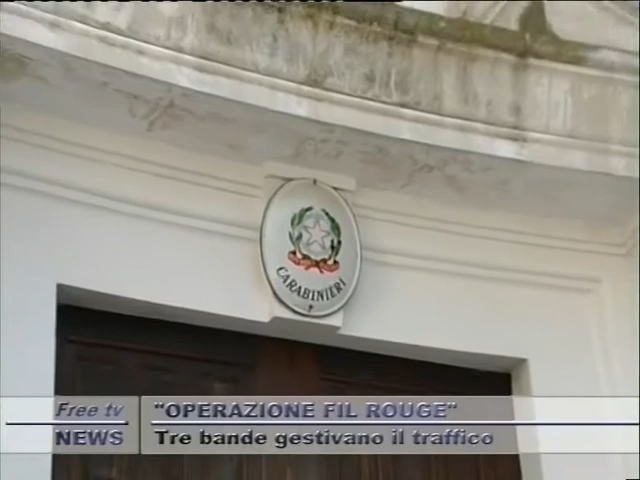 CARABINIERI
Free tv
NEWS
"OPERAZIONE FIL ROUGE"
Tre bande gestivano il traffico